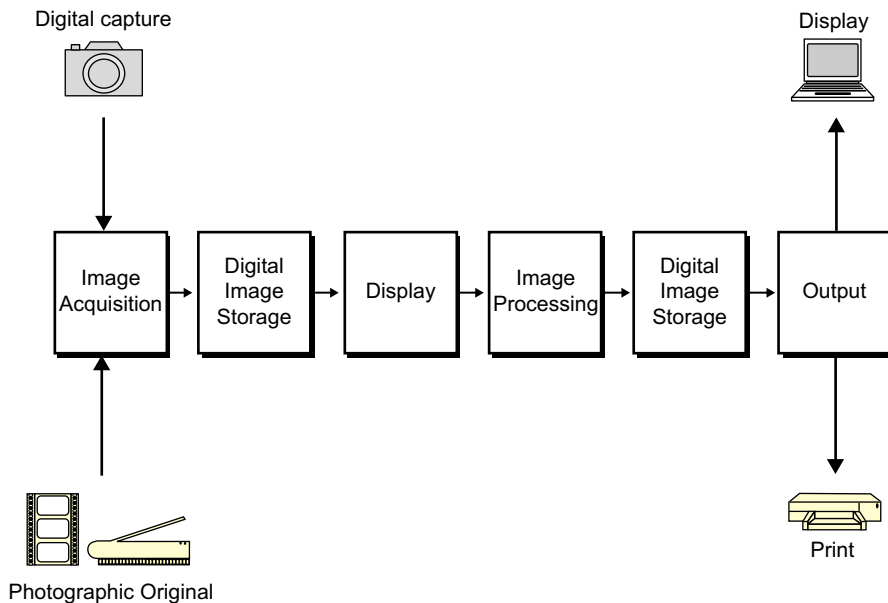 Digital capture
Display
Image
Acquisition
Digital
Image
Storage
Display
Image
Processing
Digital
Image
Storage
Output
Print
Photographic Original